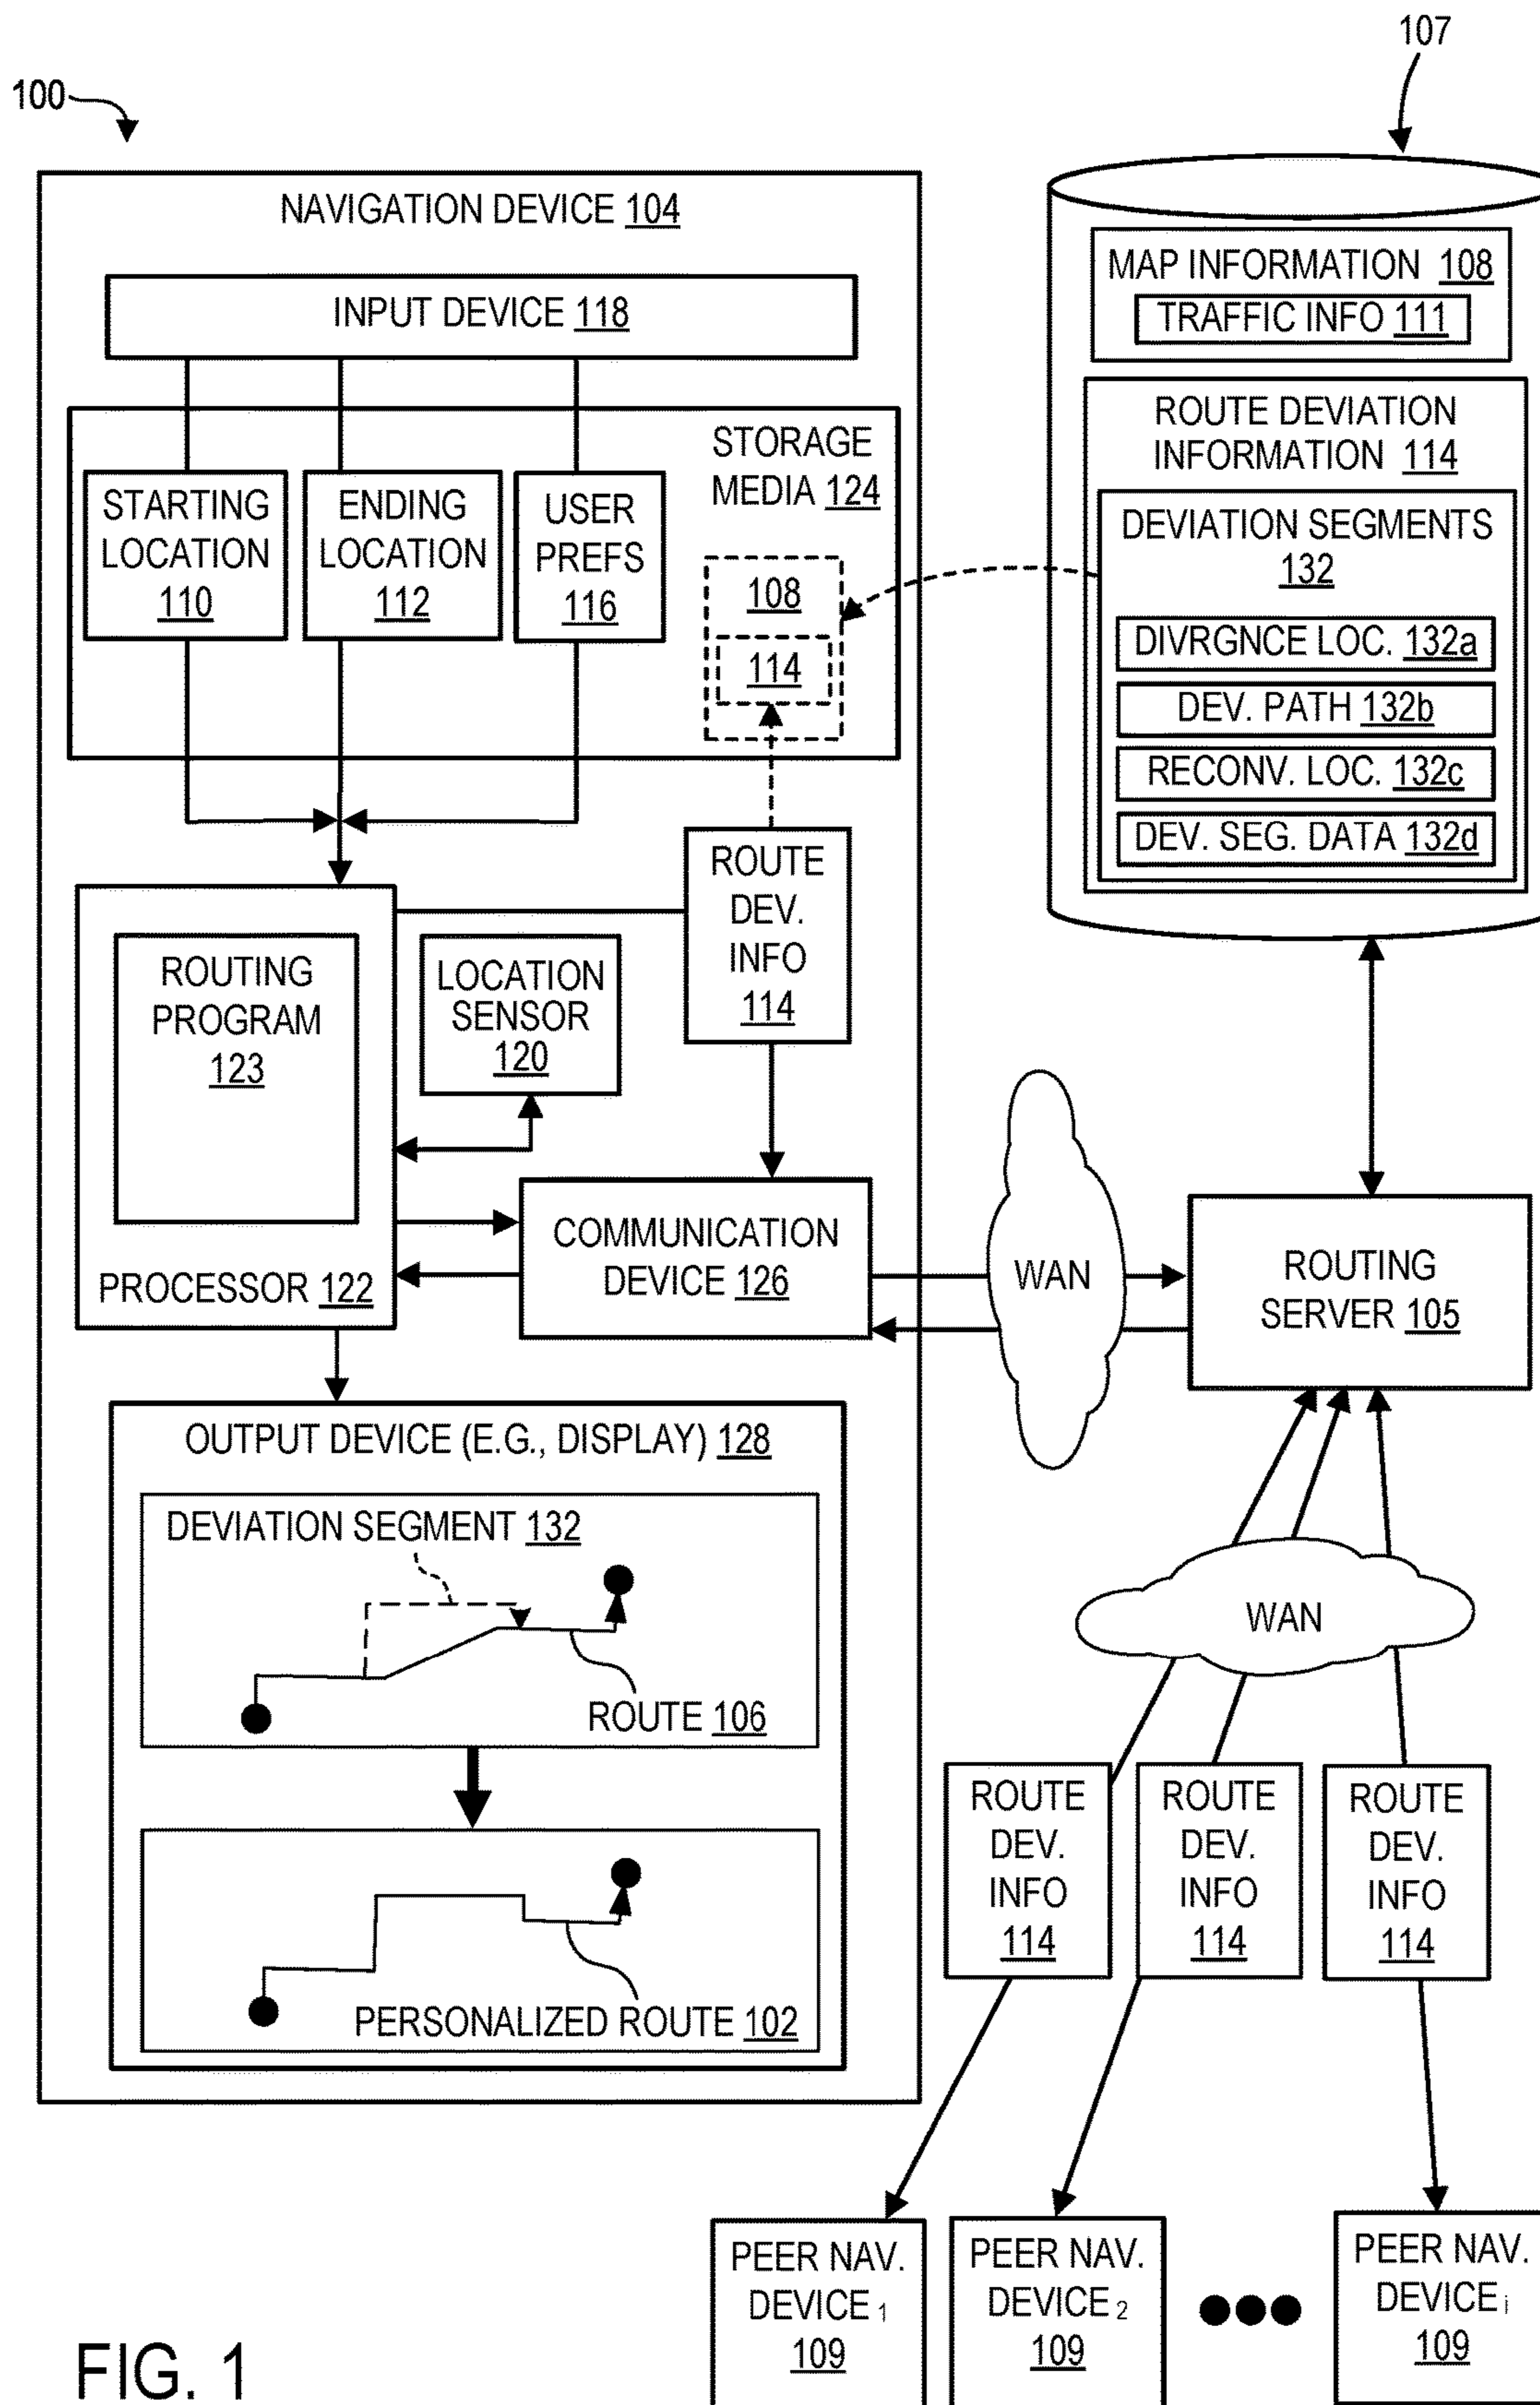 107
100
NAVIGATION DEVICE 104
INPUT DEVICE 118
STORAGE
MEDIA 124
STARTING
LOCATION
110
ENDING
LOCATION
112
USER
PREFS
116
108
114
MAP INFORMATION 108
TRAFFIC INFO 111
ROUTE DEVIATION
INFORMATION 114
DEVIATION SEGMENTS
132
DIVRGNCE LOC. 132a
DEV. PATH 132b
RECONV. LOC. 132c
DEV. SEG. DATA 132d
ROUTING
PROGRAM
123
PROCESSOR 122
LOCATION
SENSOR
120
ROUTE
DEV.
INFO
114
COMMUNICATION
DEVICE 126
WAN
ROUTING
SERVER 105
OUTPUT DEVICE (E.G., DISPLAY) 128
DEVIATION SEGMENT 132
ROUTE 106
PERSONALIZED ROUTE 102
WAN
ROUTE
DEV.
INFO
114
ROUTE
DEV.
INFO
114
ROUTE
DEV.
INFO
114
PEER NAV.
DEVICE 1
109
PEER NAV.
DEVICE 2
109
PEER NAV.
DEVICE i
109
FIG. 1